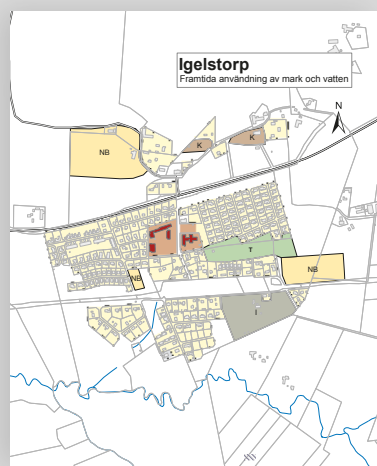 Igelstorp
Framtida användning av mark och vatten
N
K
K
NB
T
NB
NB
I